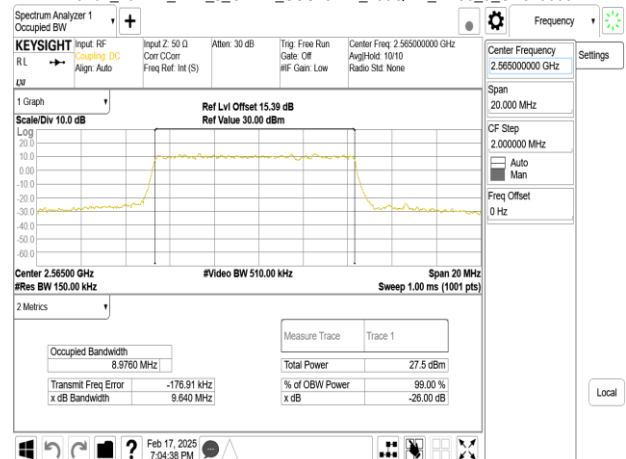 Spectrum Analyzer 1
Occupied BW
Frequency
KEYSIGHT
RL
Input: RF
Coupling: DC
Align: Auto
Input Z: 50 Ω
Corr CCorr
Freq Ref: Int (S)
Atten: 30 dB
Trig: Free Run
Gate: Off
#IF Gain: Low
Center Freq: 2.565000000 GHz
Avg|Hold: 10/10
Radio Std: None
LXI
Center Frequency
2.565000000 GHz
Settings
Span
20.000 MHz
CF Step
2.000000 MHz
Auto
Man
Freq Offset
0 Hz
1 Graph
Scale/Div 10.0 dB
Ref Lvl Offset 15.39 dB
Ref Value 30.00 dBm
Log
20.0
10.0
0.00
-10.0
-20.0
-30.0
-40.0
-50.0
-60.0
Center 2.56500 GHz
#Video BW 510.00 kHz
Span 20 MHz
#Res BW 150.00 kHz
Sweep 1.00 ms (1001 pts)
2 Metrics
Measure Trace
Trace 1
Occupied Bandwidth
8.9760 MHz
Total Power
27.5 dBm
Transmit Freq Error
-176.91 kHz
% of OBW Power
99.00 %
x dB Bandwidth
9.640 MHz
x dB
-26.00 dB
Local
Feb 17, 2025
7:04:38 PM